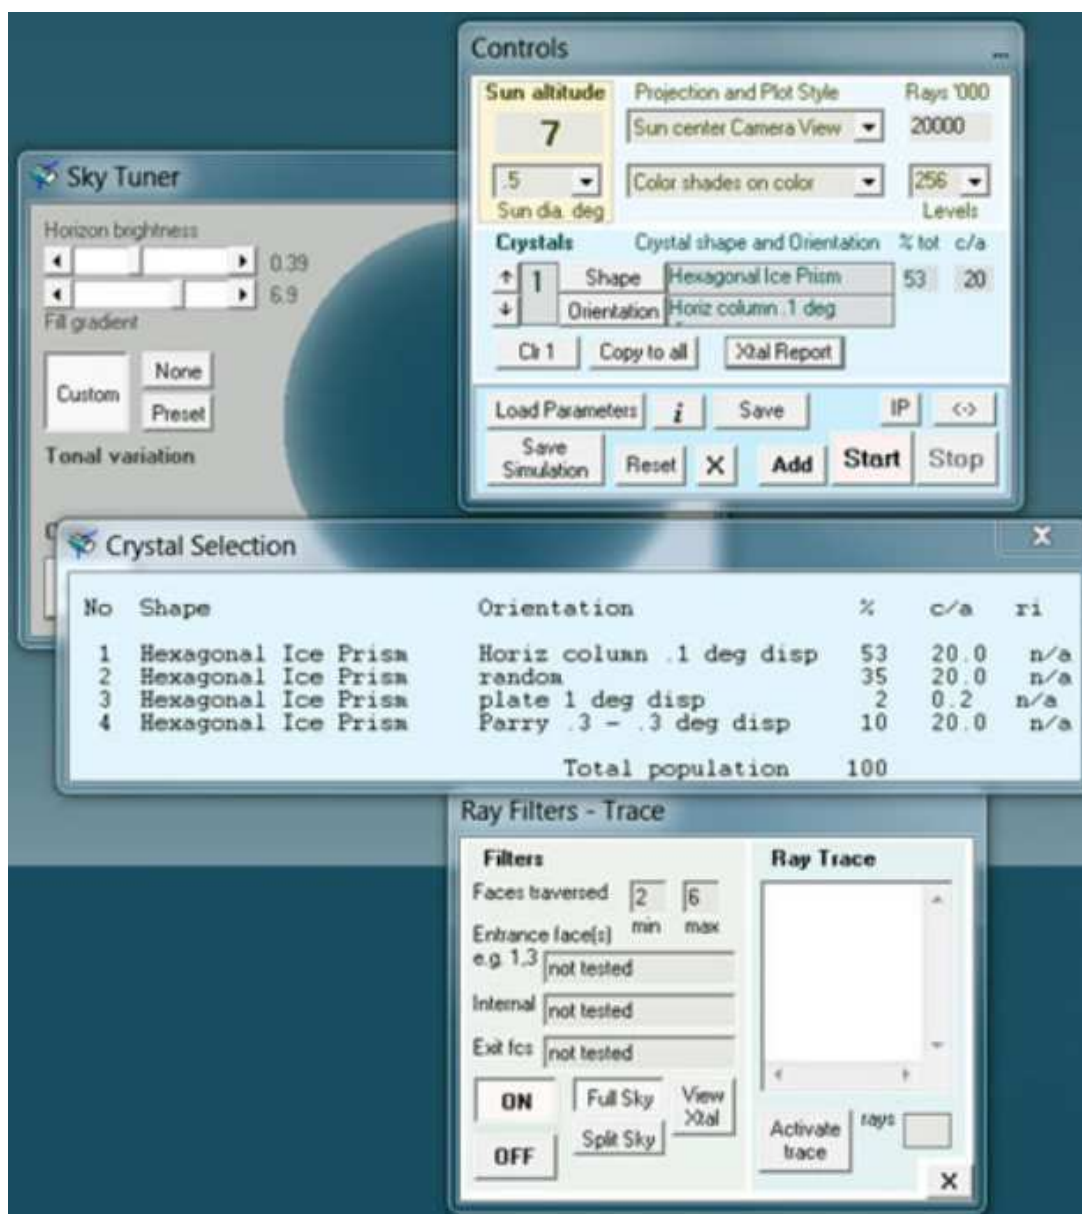 Controls
...
Sun altitude Projection and Plot Style Rays '000
7 Sun center Camera View 20000
.5 Color shades on color 256
Sun dia. deg Levels
Crystals Crystal shape and Orientation % tot c/a
1 Shape Hexagonal Ice Prism 53 20
Orientation Horiz column .1 deg
Clr 1 Copy to all Xtal Report
Load Parameters i Save IP <->
Save Simulation Reset X Add Start Stop
Sky Tuner
Horizon brightness
0.39
6.9
Fill gradient
Custom None
Preset
Tonal variation
Crystal Selection
No Shape Orientation % c/a ri
1 Hexagonal Ice Prism Horiz column .1 deg disp 53 20.0 n/a
2 Hexagonal Ice Prism random 35 20.0 n/a
3 Hexagonal Ice Prism plate 1 deg disp 2 0.2 n/a
4 Hexagonal Ice Prism Parry .3 - .3 deg disp 10 20.0 n/a
Total population 100
Ray Filters - Trace
Filters
Faces traversed 2 6
min max
Entrance face(s)
e.g. 1,3 not tested
Internal not tested
Exit fcs not tested
ON Full Sky View Xtal
OFF Split Sky
Ray Trace
Activate trace rays
X